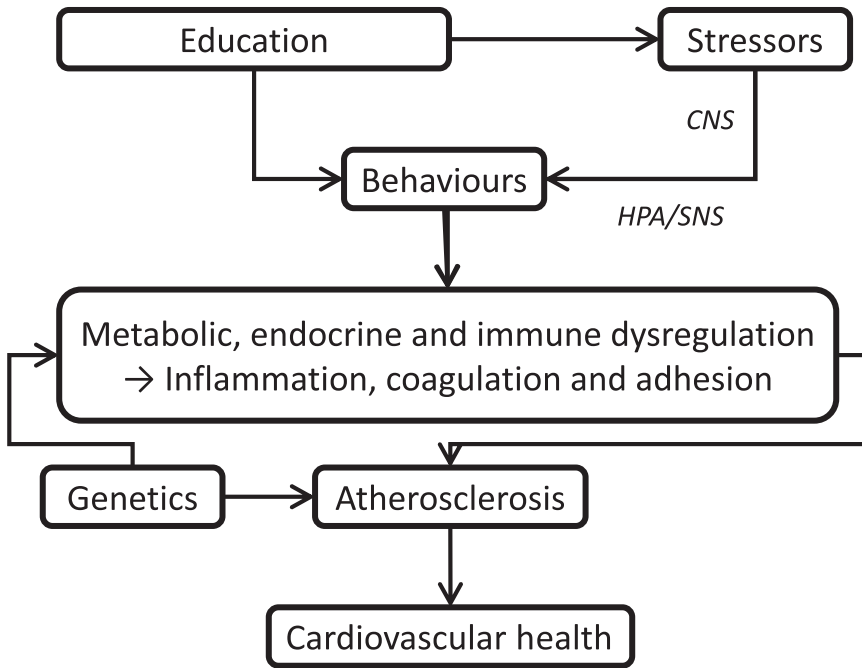 Education
Stressors
CNS
Behaviours
HPA/SNS
Metabolic, endocrine and immune dysregulation
→ Inflammation, coagulation and adhesion
Genetics
Atherosclerosis
Cardiovascular health